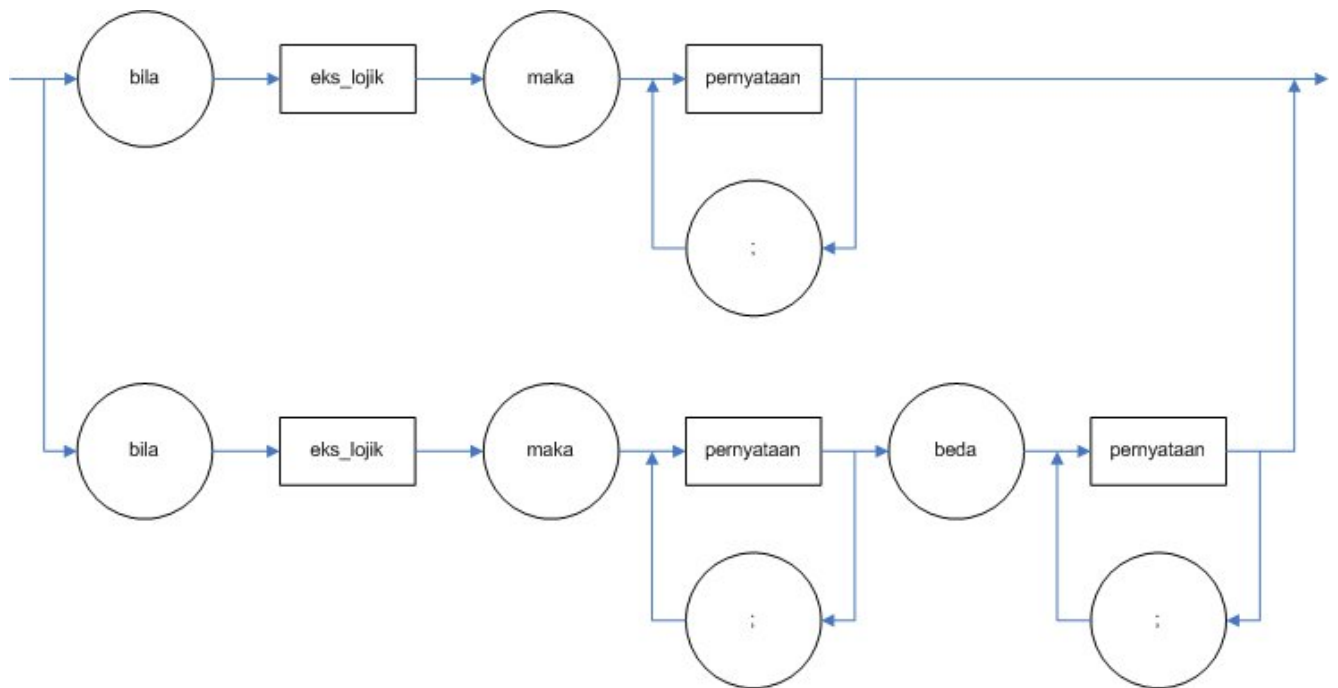 bila
eks_lojik
maka
pernyataan
;
bila
eks_lojik
maka
pernyataan
beda
pernyataan
;
;